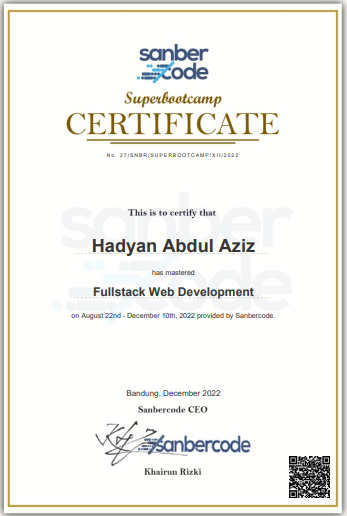 sanber
code
Superbootcamp
CERTIFICATE
No. 27/SNBR/SUPERBOOTCAMP/XII/2022
This is to certify that
Hadyan Abdul Aziz
has mastered
Fullstack Web Development
on August 22nd - December 10th, 2022 provided by Sanbercode.
Bandung, December 2022
Sanbercode CEO
sanbercode
Khairun Rizki